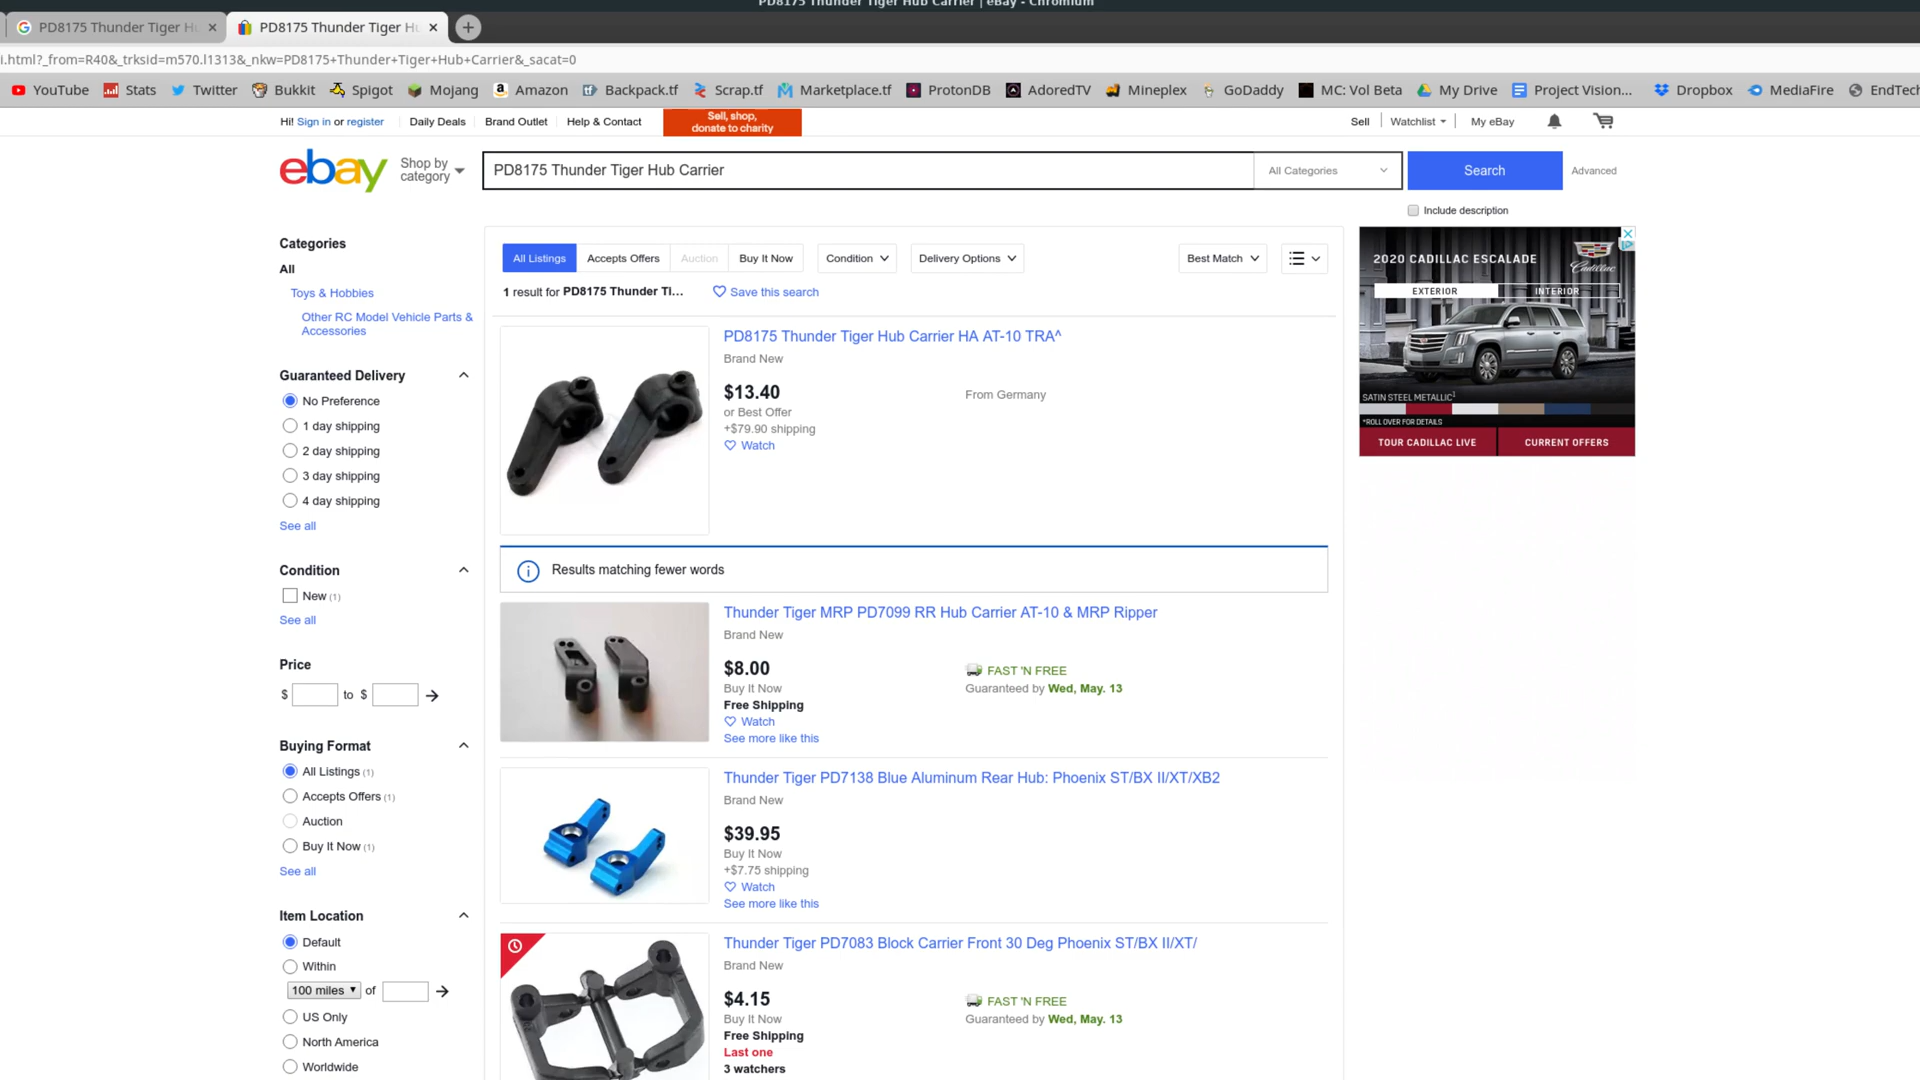 PD8175 Thunder Tiger Hub Carrier | eBay - Chromium
PD8175 Thunder Tiger H
PD8175 Thunder Tiger H
i.html?_from=R40&_trksid=m570.l1313&_nkw=PD8175+Thunder+Tiger+Hub+Carrier&_sacat=0
YouTube Stats Twitter Bukkit Spigot Mojang Amazon Backpack.tf Scrap.tf Marketplace.tf ProtonDB AdoredTV Mineplex GoDaddy MC: Vol Beta My Drive Project Vision... Dropbox MediaFire EndTech
Hi! Sign in or register Daily Deals Brand Outlet Help & Contact
Sell, shop,
donate to charity
Sell Watchlist My eBay
ebay
Shop by
category
PD8175 Thunder Tiger Hub Carrier
All Categories
Search
Advanced
Include description
Categories
All
Toys & Hobbies
Other RC Model Vehicle Parts &
Accessories
Guaranteed Delivery
No Preference
1 day shipping
2 day shipping
3 day shipping
4 day shipping
See all
Condition
New (1)
See all
Price
$ to $
Buying Format
All Listings (1)
Accepts Offers (1)
Auction
Buy It Now (1)
See all
Item Location
Default
Within
100 miles of
US Only
North America
Worldwide
All Listings Accepts Offers Auction Buy It Now Condition Delivery Options Best Match
1 result for PD8175 Thunder Ti... Save this search
PD8175 Thunder Tiger Hub Carrier HA AT-10 TRA^
Brand New
$13.40
From Germany
or Best Offer
+$79.90 shipping
Watch
Results matching fewer words
Thunder Tiger MRP PD7099 RR Hub Carrier AT-10 & MRP Ripper
Brand New
$8.00
FAST 'N FREE
Buy It Now
Guaranteed by Wed, May. 13
Free Shipping
Watch
See more like this
Thunder Tiger PD7138 Blue Aluminum Rear Hub: Phoenix ST/BX II/XT/XB2
Brand New
$39.95
Buy It Now
+$7.75 shipping
Watch
See more like this
Thunder Tiger PD7083 Block Carrier Front 30 Deg Phoenix ST/BX II/XT/
Brand New
$4.15
FAST 'N FREE
Buy It Now
Guaranteed by Wed, May. 13
Free Shipping
Last one
3 watchers
2020 CADILLAC ESCALADE
Cadillac
EXTERIOR INTERIOR
SATIN STEEL METALLIC1
*ROLL OVER FOR DETAILS
TOUR CADILLAC LIVE CURRENT OFFERS